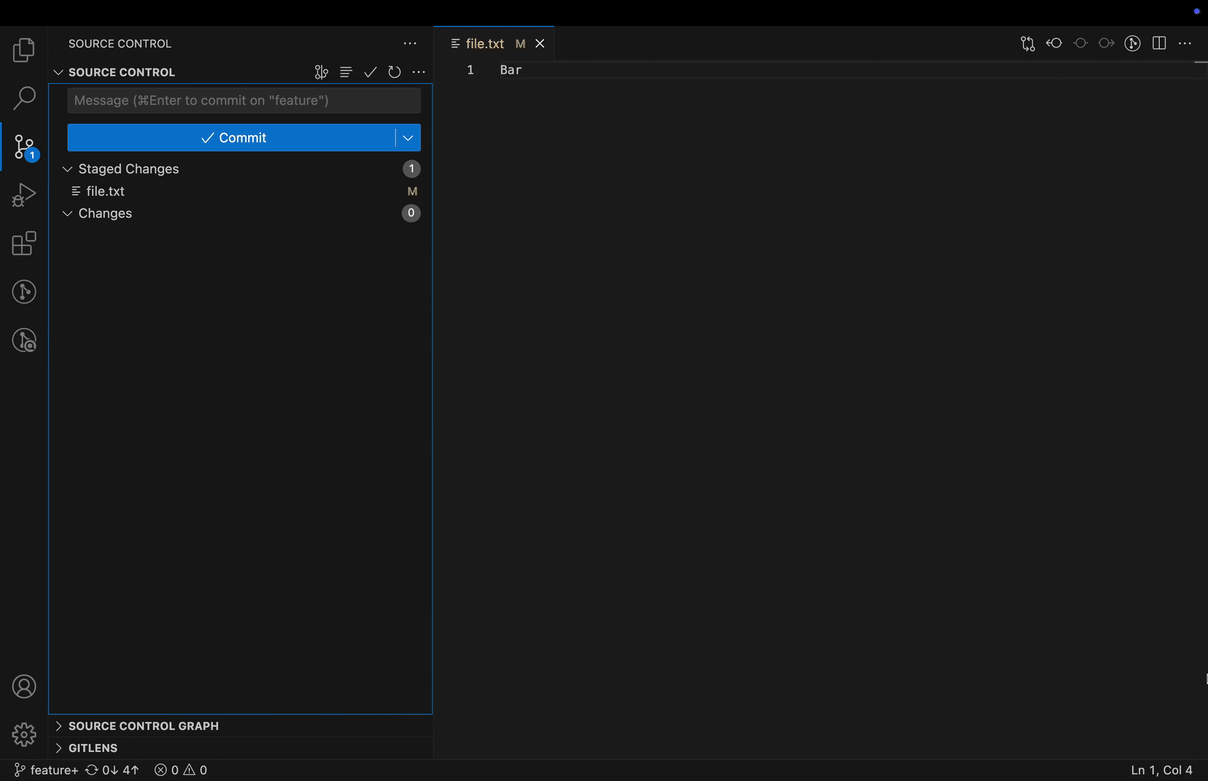 SOURCE CONTROL
file.txt M
SOURCE CONTROL
1 Bar
Message (⌘Enter to commit on "feature")
Commit
Staged Changes 1
file.txt M
Changes 0
1
SOURCE CONTROL GRAPH
GITLENS
feature+ 0↓ 4↑ 0 0
Ln 1, Col 4